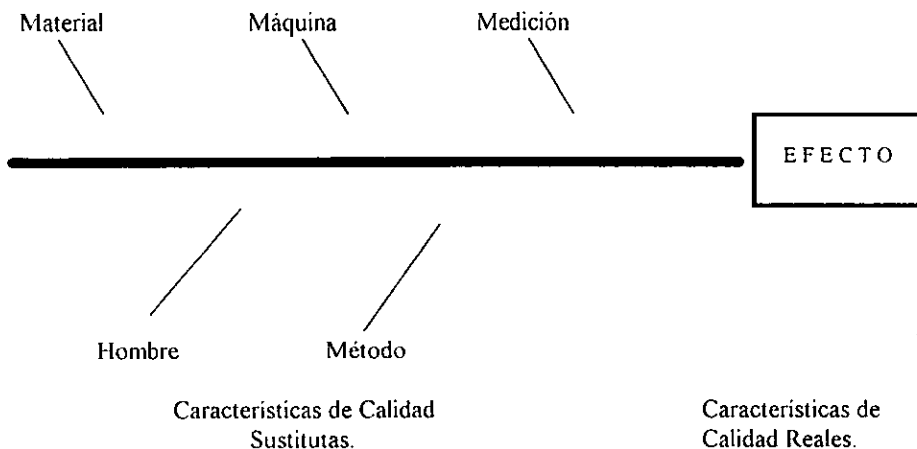 Material
Máquina
Medición
EFECTO
Hombre
Método
Características de Calidad
Sustitutas.
Características de
Calidad Reales.